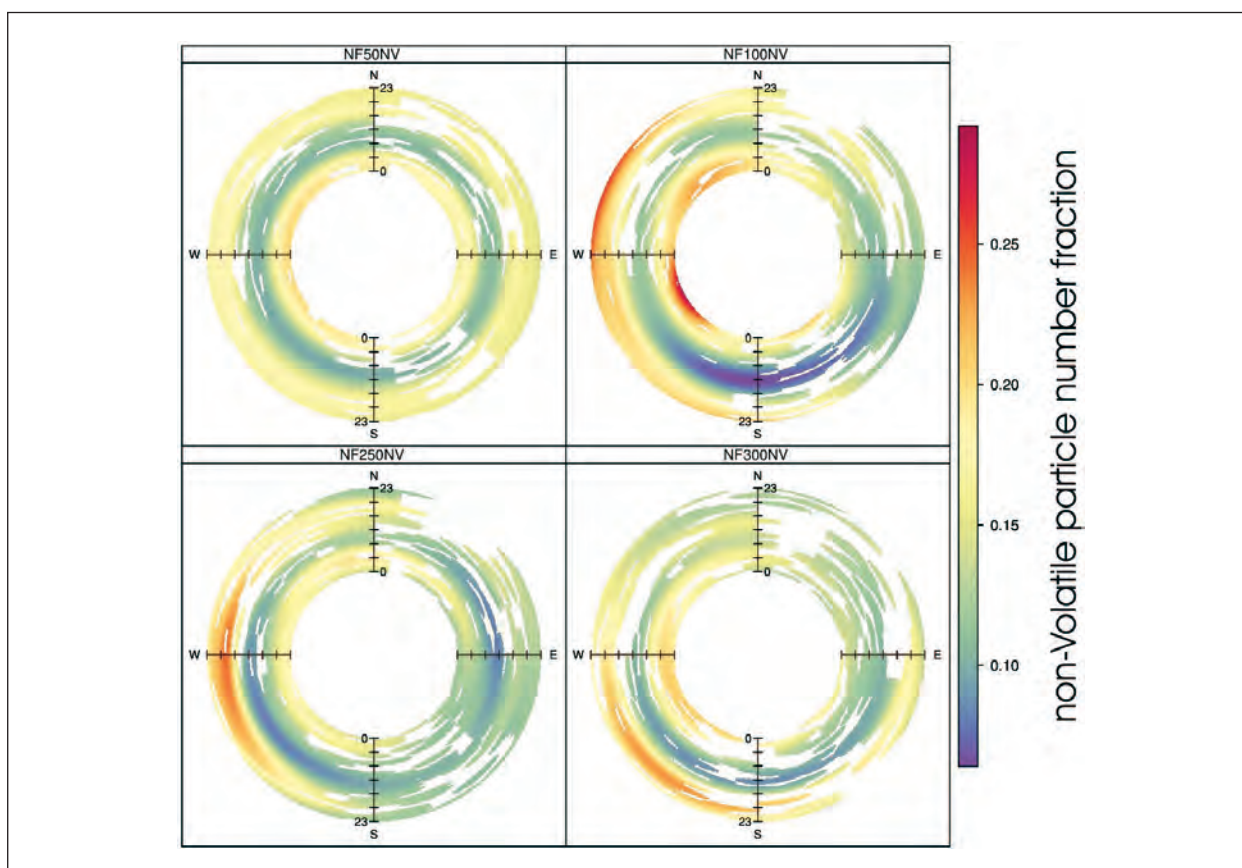 NF50NV
NF100NV
N
23
0
W
E
0
23
S
N
23
0
W
E
0
23
S
NF250NV
NF300NV
N
23
0
W
E
0
23
S
N
23
0
W
E
0
23
S
0.25
0.20
0.15
0.10
non-Volatile particle number fraction